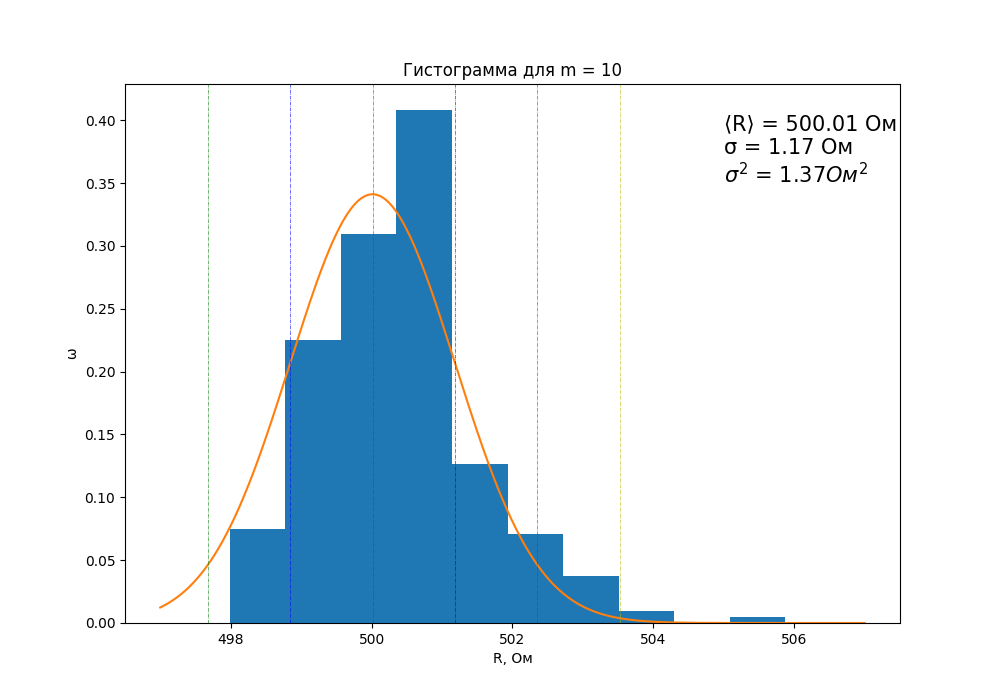 Гистограмма для m = 10
⟨R⟩ = 500.01 Ом
σ = 1.17 Ом
σ² = 1.37Ом²
0.40
0.35
0.30
0.25
0.20
0.15
0.10
0.05
0.00
ω
498 500 502 504 506
R, Ом